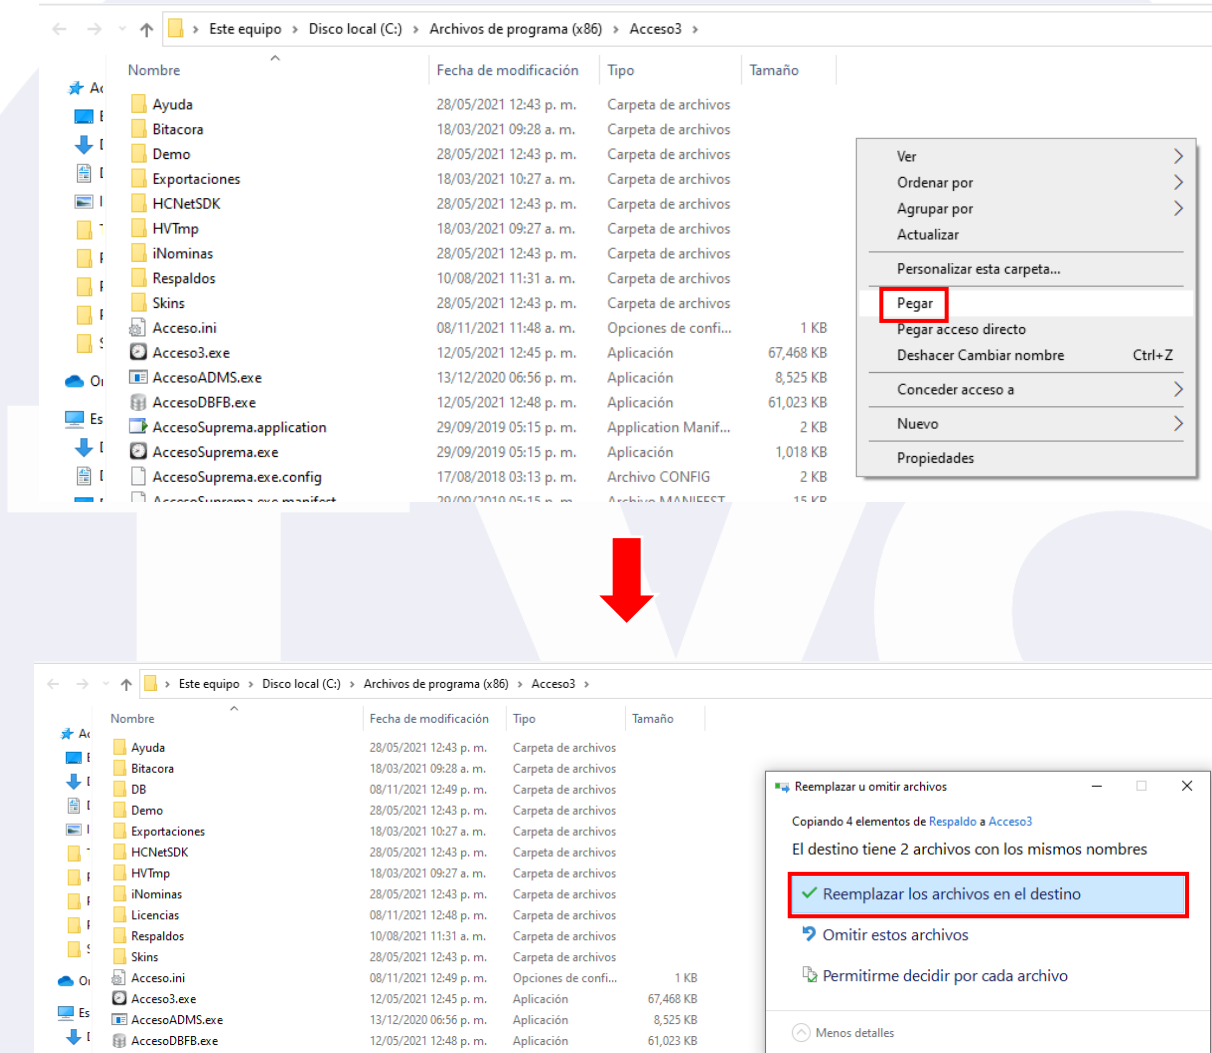 Este equipo > Disco local (C:) > Archivos de programa (x86) > Acceso3 >
Nombre Fecha de modificación Tipo Tamaño
Ayuda 28/05/2021 12:43 p. m. Carpeta de archivos
Bitacora 18/03/2021 09:28 a. m. Carpeta de archivos
Demo 28/05/2021 12:43 p. m. Carpeta de archivos
Exportaciones 18/03/2021 10:27 a. m. Carpeta de archivos
HCNetSDK 28/05/2021 12:43 p. m. Carpeta de archivos
HVTmp 18/03/2021 09:27 a. m. Carpeta de archivos
iNominas 28/05/2021 12:43 p. m. Carpeta de archivos
Respaldos 10/08/2021 11:31 a. m. Carpeta de archivos
Skins 28/05/2021 12:43 p. m. Carpeta de archivos
Acceso.ini 08/11/2021 11:48 a. m. Opciones de confi... 1 KB
Acceso3.exe 12/05/2021 12:45 p. m. Aplicación 67,468 KB
AccesoADMS.exe 13/12/2020 06:56 p. m. Aplicación 8,525 KB
AccesoDBFB.exe 12/05/2021 12:48 p. m. Aplicación 61,023 KB
AccesoSuprema.application 29/09/2019 05:15 p. m. Application Manif... 2 KB
AccesoSuprema.exe 29/09/2019 05:15 p. m. Aplicación 1,018 KB
AccesoSuprema.exe.config 17/08/2018 03:13 p. m. Archivo CONFIG 2 KB
AccesoSuprema.exe.manifest 29/09/2019 05:15 p. m. Archivo MANIFEST 15 KB
Ver
Ordenar por
Agrupar por
Actualizar
Personalizar esta carpeta...
Pegar
Pegar acceso directo
Deshacer Cambiar nombre Ctrl+Z
Conceder acceso a
Nuevo
Propiedades
Este equipo > Disco local (C:) > Archivos de programa (x86) > Acceso3 >
Nombre Fecha de modificación Tipo Tamaño
Ayuda 28/05/2021 12:43 p. m. Carpeta de archivos
Bitacora 18/03/2021 09:28 a. m. Carpeta de archivos
DB 08/11/2021 12:49 p. m. Carpeta de archivos
Demo 28/05/2021 12:43 p. m. Carpeta de archivos
Exportaciones 18/03/2021 10:27 a. m. Carpeta de archivos
HCNetSDK 28/05/2021 12:43 p. m. Carpeta de archivos
HVTmp 18/03/2021 09:27 a. m. Carpeta de archivos
iNominas 28/05/2021 12:43 p. m. Carpeta de archivos
Licencias 08/11/2021 12:48 p. m. Carpeta de archivos
Respaldos 10/08/2021 11:31 a. m. Carpeta de archivos
Skins 28/05/2021 12:43 p. m. Carpeta de archivos
Acceso.ini 08/11/2021 12:49 p. m. Opciones de confi... 1 KB
Acceso3.exe 12/05/2021 12:45 p. m. Aplicación 67,468 KB
AccesoADMS.exe 13/12/2020 06:56 p. m. Aplicación 8,525 KB
AccesoDBFB.exe 12/05/2021 12:48 p. m. Aplicación 61,023 KB
Reemplazar u omitir archivos
Copiando 4 elementos de Respaldo a Acceso3
El destino tiene 2 archivos con los mismos nombres
Reemplazar los archivos en el destino
Omitir estos archivos
Permitirme decidir por cada archivo
Menos detalles